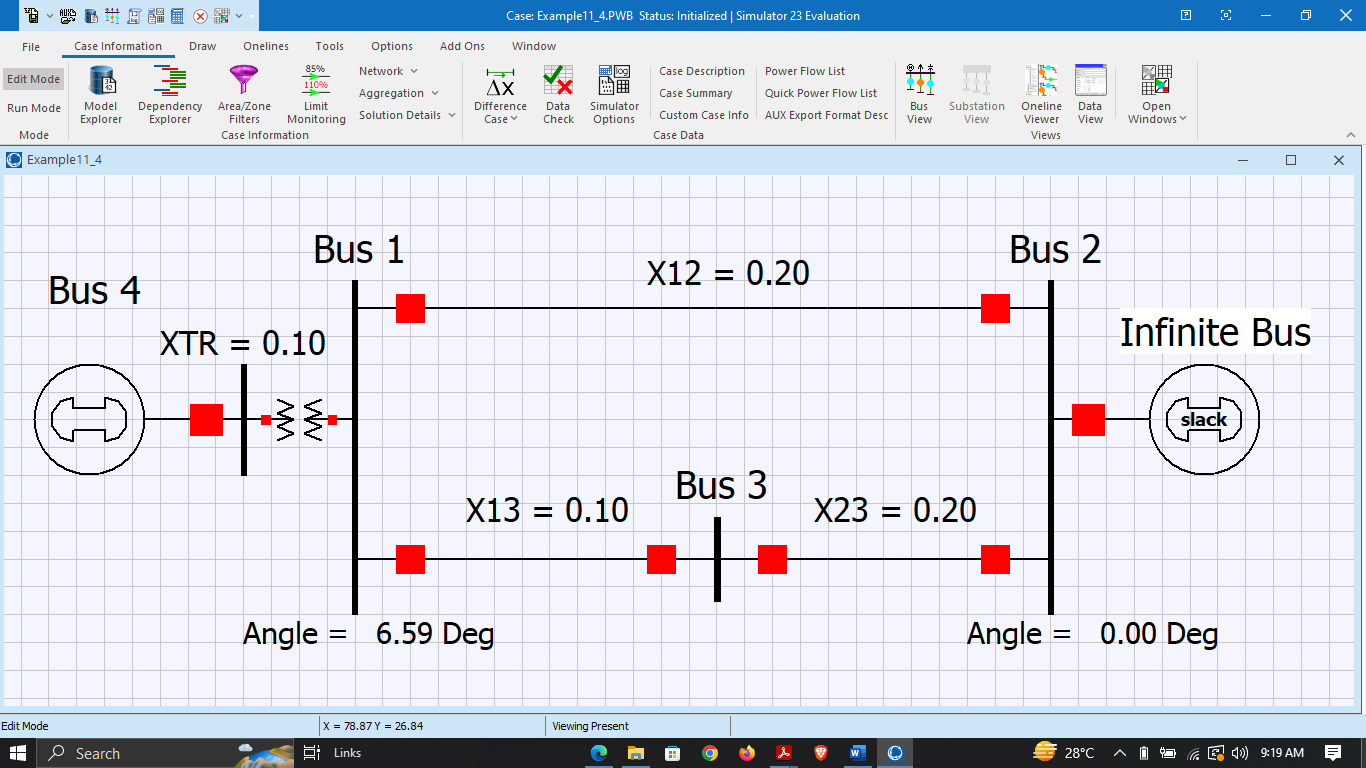 Case: Example11_4.PWB Status: Initialized | Simulator 23 Evaluation
File Case Information Draw Onelines Tools Options Add Ons Window
Edit Mode
Run Mode
Mode
Model Explorer
Dependency Explorer
Area/Zone Filters
85%
110%
Limit Monitoring
Network
Aggregation
Solution Details
Case Information
ΔX
Difference Case
Data Check
log
Simulator Options
Case Description
Case Summary
Custom Case Info
Power Flow List
Quick Power Flow List
AUX Export Format Desc
Case Data
Bus View
Substation View
Oneline Viewer
Data View
Open Windows
Views
Example11_4
Bus 1
Bus 2
X12 = 0.20
Bus 4
XTR = 0.10
Infinite Bus
slack
Bus 3
X13 = 0.10
X23 = 0.20
Angle = 6.59 Deg
Angle = 0.00 Deg
Edit Mode
X = 78.87 Y = 26.84
Viewing Present
Search
Links
28°C
9:19 AM